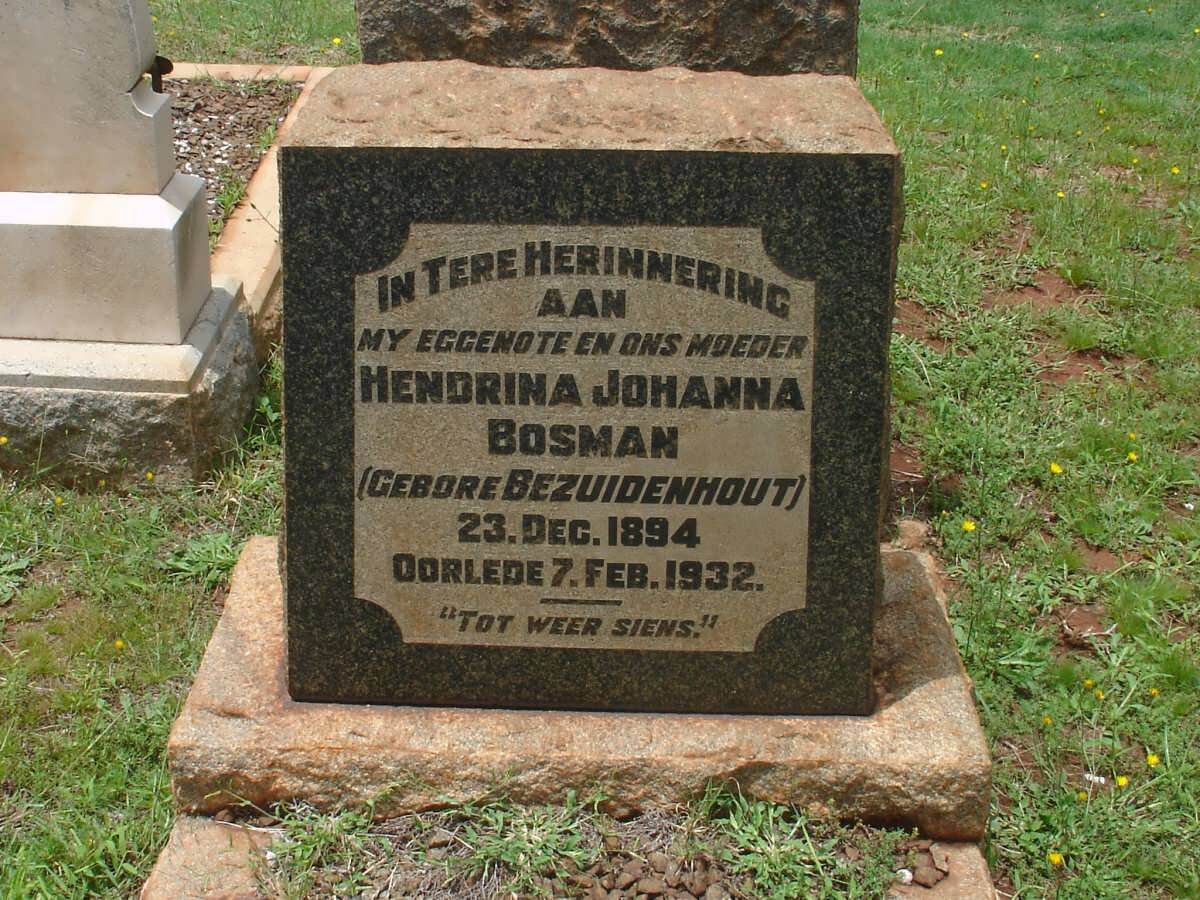 IN TERE HERINNERING
AAN
MY EGGENOTE EN ONS MOEDER
HENDRINA JOHANNA
BOSMAN
(GEBORE BEZUIDENHOUT)
23. DEC. 1894
OORLEDE 7. FEB. 1932.
"TOT WEER SIENS."